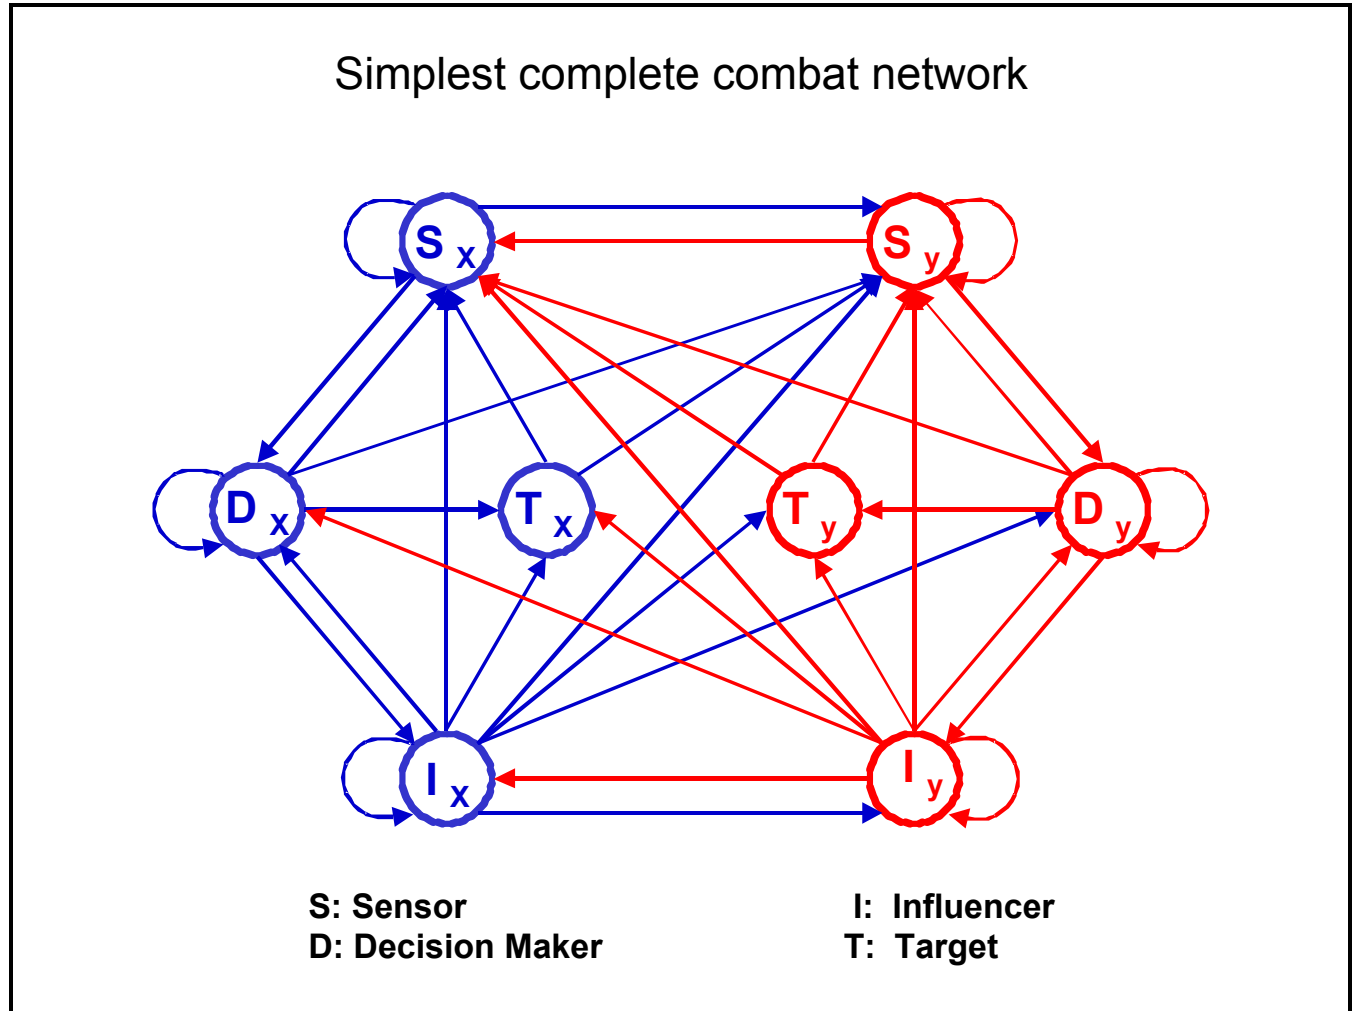 Simplest complete combat network
S X
S y
D X
T X
T y
D y
I X
I y
S: Sensor
I: Influencer
D: Decision Maker
T: Target